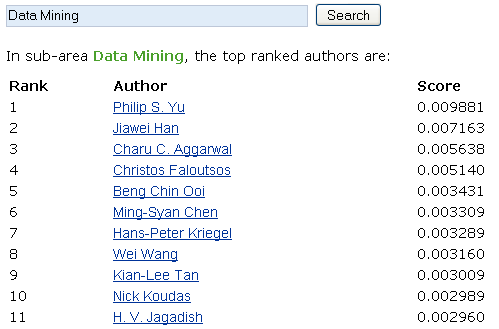 Data Mining Search
In sub-area Data Mining, the top ranked authors are:
Rank Author Score
1 Philip S. Yu 0.009881
2 Jiawei Han 0.007163
3 Charu C. Aggarwal 0.005638
4 Christos Faloutsos 0.005140
5 Beng Chin Ooi 0.003431
6 Ming-Syan Chen 0.003309
7 Hans-Peter Kriegel 0.003289
8 Wei Wang 0.003160
9 Kian-Lee Tan 0.003009
10 Nick Koudas 0.002989
11 H. V. Jagadish 0.002960